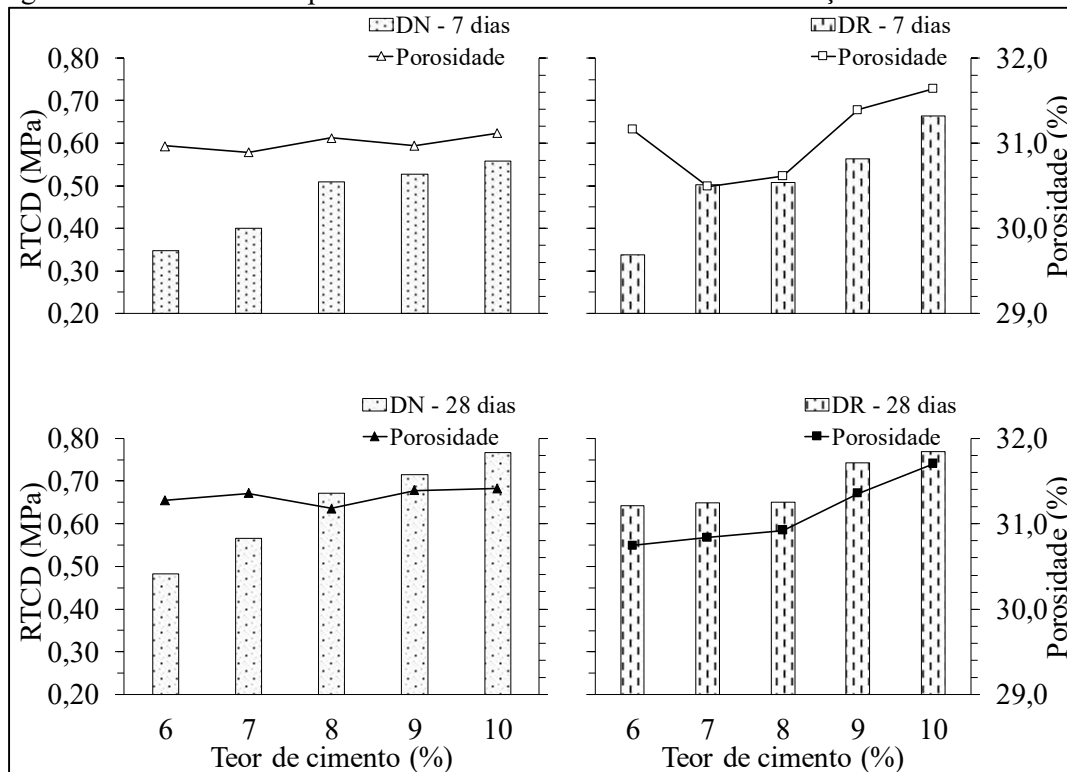 DN - 7 dias
Porosidade
0,80
0,70
0,60
0,50
0,40
0,30
0,20
RTCD (MPa)
DR - 7 dias
Porosidade
32,0
31,0
30,0
29,0
Porosidade (%)
DN - 28 dias
Porosidade
0,80
0,70
0,60
0,50
0,40
0,30
0,20
RTCD (MPa)
6 7 8 9 10
Teor de cimento (%)
DR - 28 dias
Porosidade
32,0
31,0
30,0
29,0
Porosidade (%)
6 7 8 9 10
Teor de cimento (%)